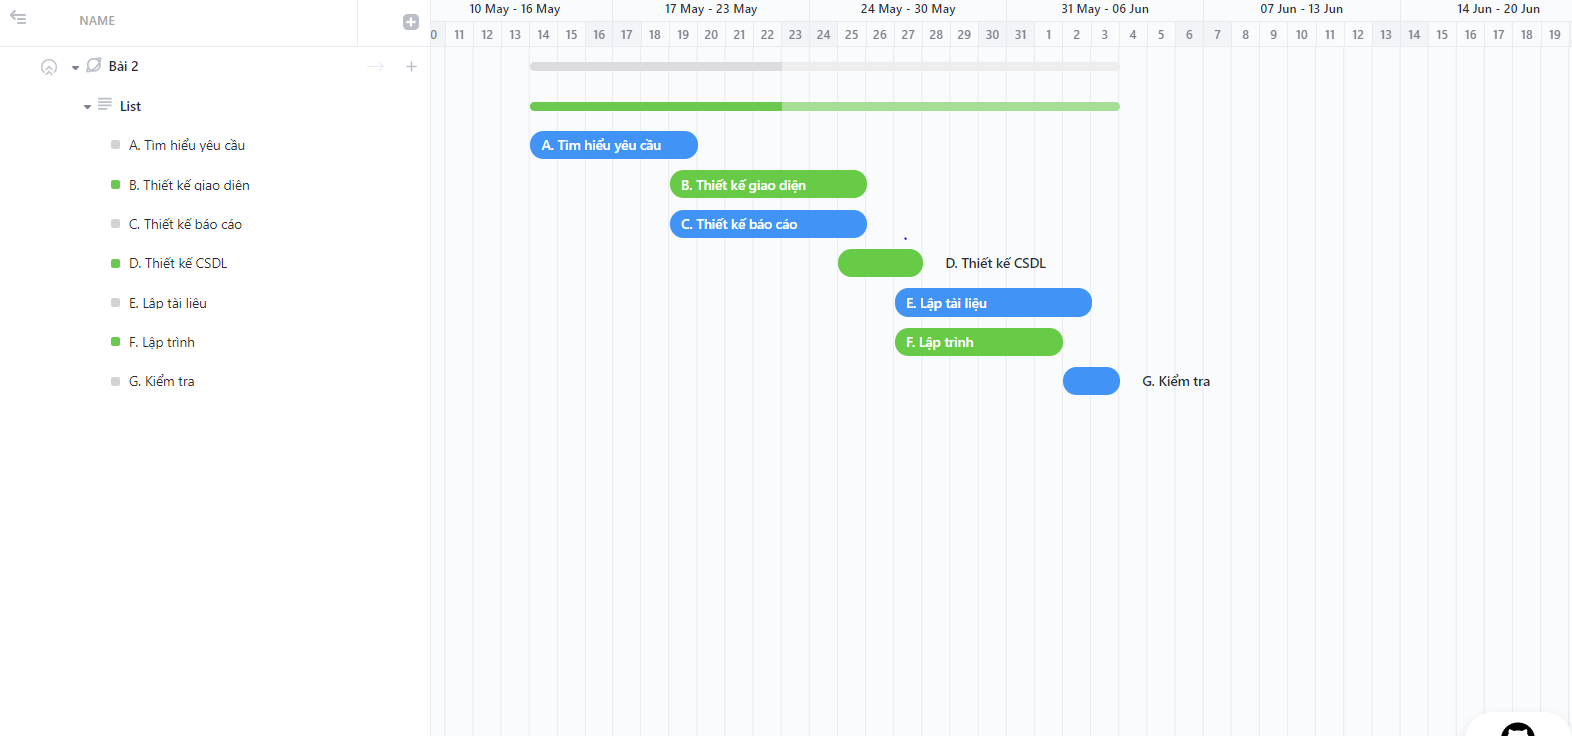 NAME
10 May - 16 May 17 May - 23 May 24 May - 30 May 31 May - 06 Jun 07 Jun - 13 Jun 14 Jun - 20 Jun
0 11 12 13 14 15 16 17 18 19 20 21 22 23 24 25 26 27 28 29 30 31 1 2 3 4 5 6 7 8 9 10 11 12 13 14 15 16 17 18 19
Bài 2
List
A. Tìm hiểu yêu cầu A. Tìm hiểu yêu cầu
B. Thiết kế giao diện B. Thiết kế giao diện
C. Thiết kế báo cáo C. Thiết kế báo cáo
D. Thiết kế CSDL D. Thiết kế CSDL
E. Lập tài liệu E. Lập tài liệu
F. Lập trình F. Lập trình
G. Kiểm tra G. Kiểm tra